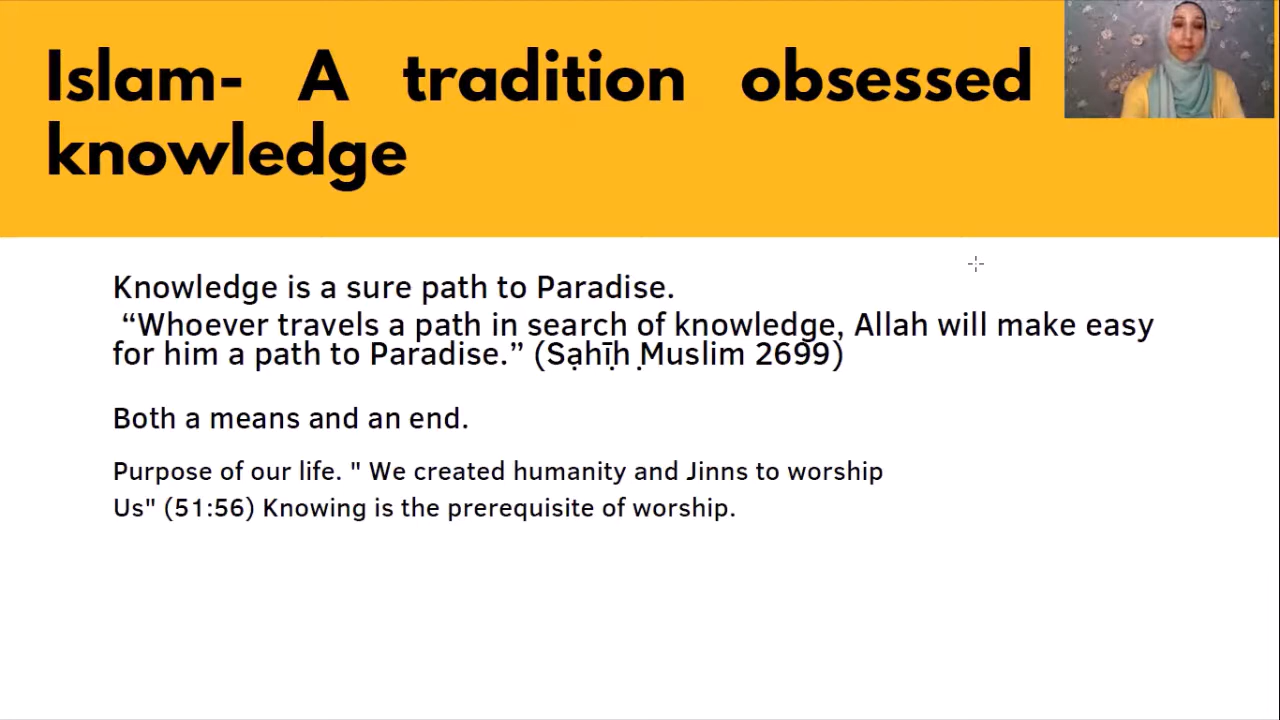 Islam- A tradition obsessed
knowledge
Knowledge is a sure path to Paradise.
“Whoever travels a path in search of knowledge, Allah will make easy
for him a path to Paradise.” (Sạhīḥ ̣Muslim 2699)
Both a means and an end.
Purpose of our life. " We created humanity and Jinns to worship
Us" (51:56) Knowing is the prerequisite of worship.